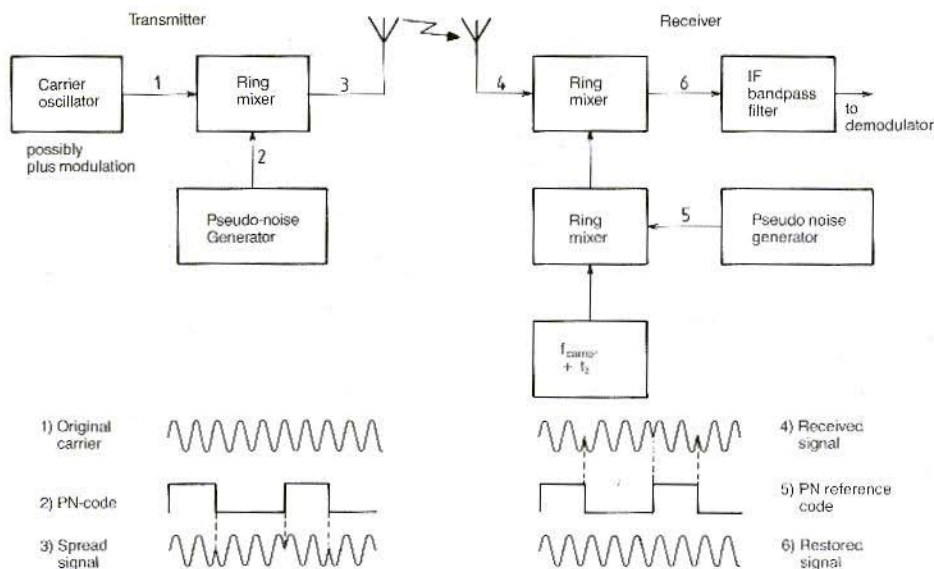 Transmitter
Receiver
Carrier
oscillator
1
Ring
mixer
3
4
Ring
mixer
6
IF
bandpass
filter
to
demodulator
possibly
plus modulation
2
Pseudo-noise
Generator
Ring
mixer
5
Pseudo noise
generator
f carrier
+ f
1) Original
carrier
4) Received
signal
2) PN-code
5) PN reference
code
3) Spread
signal
6) Restored
signal